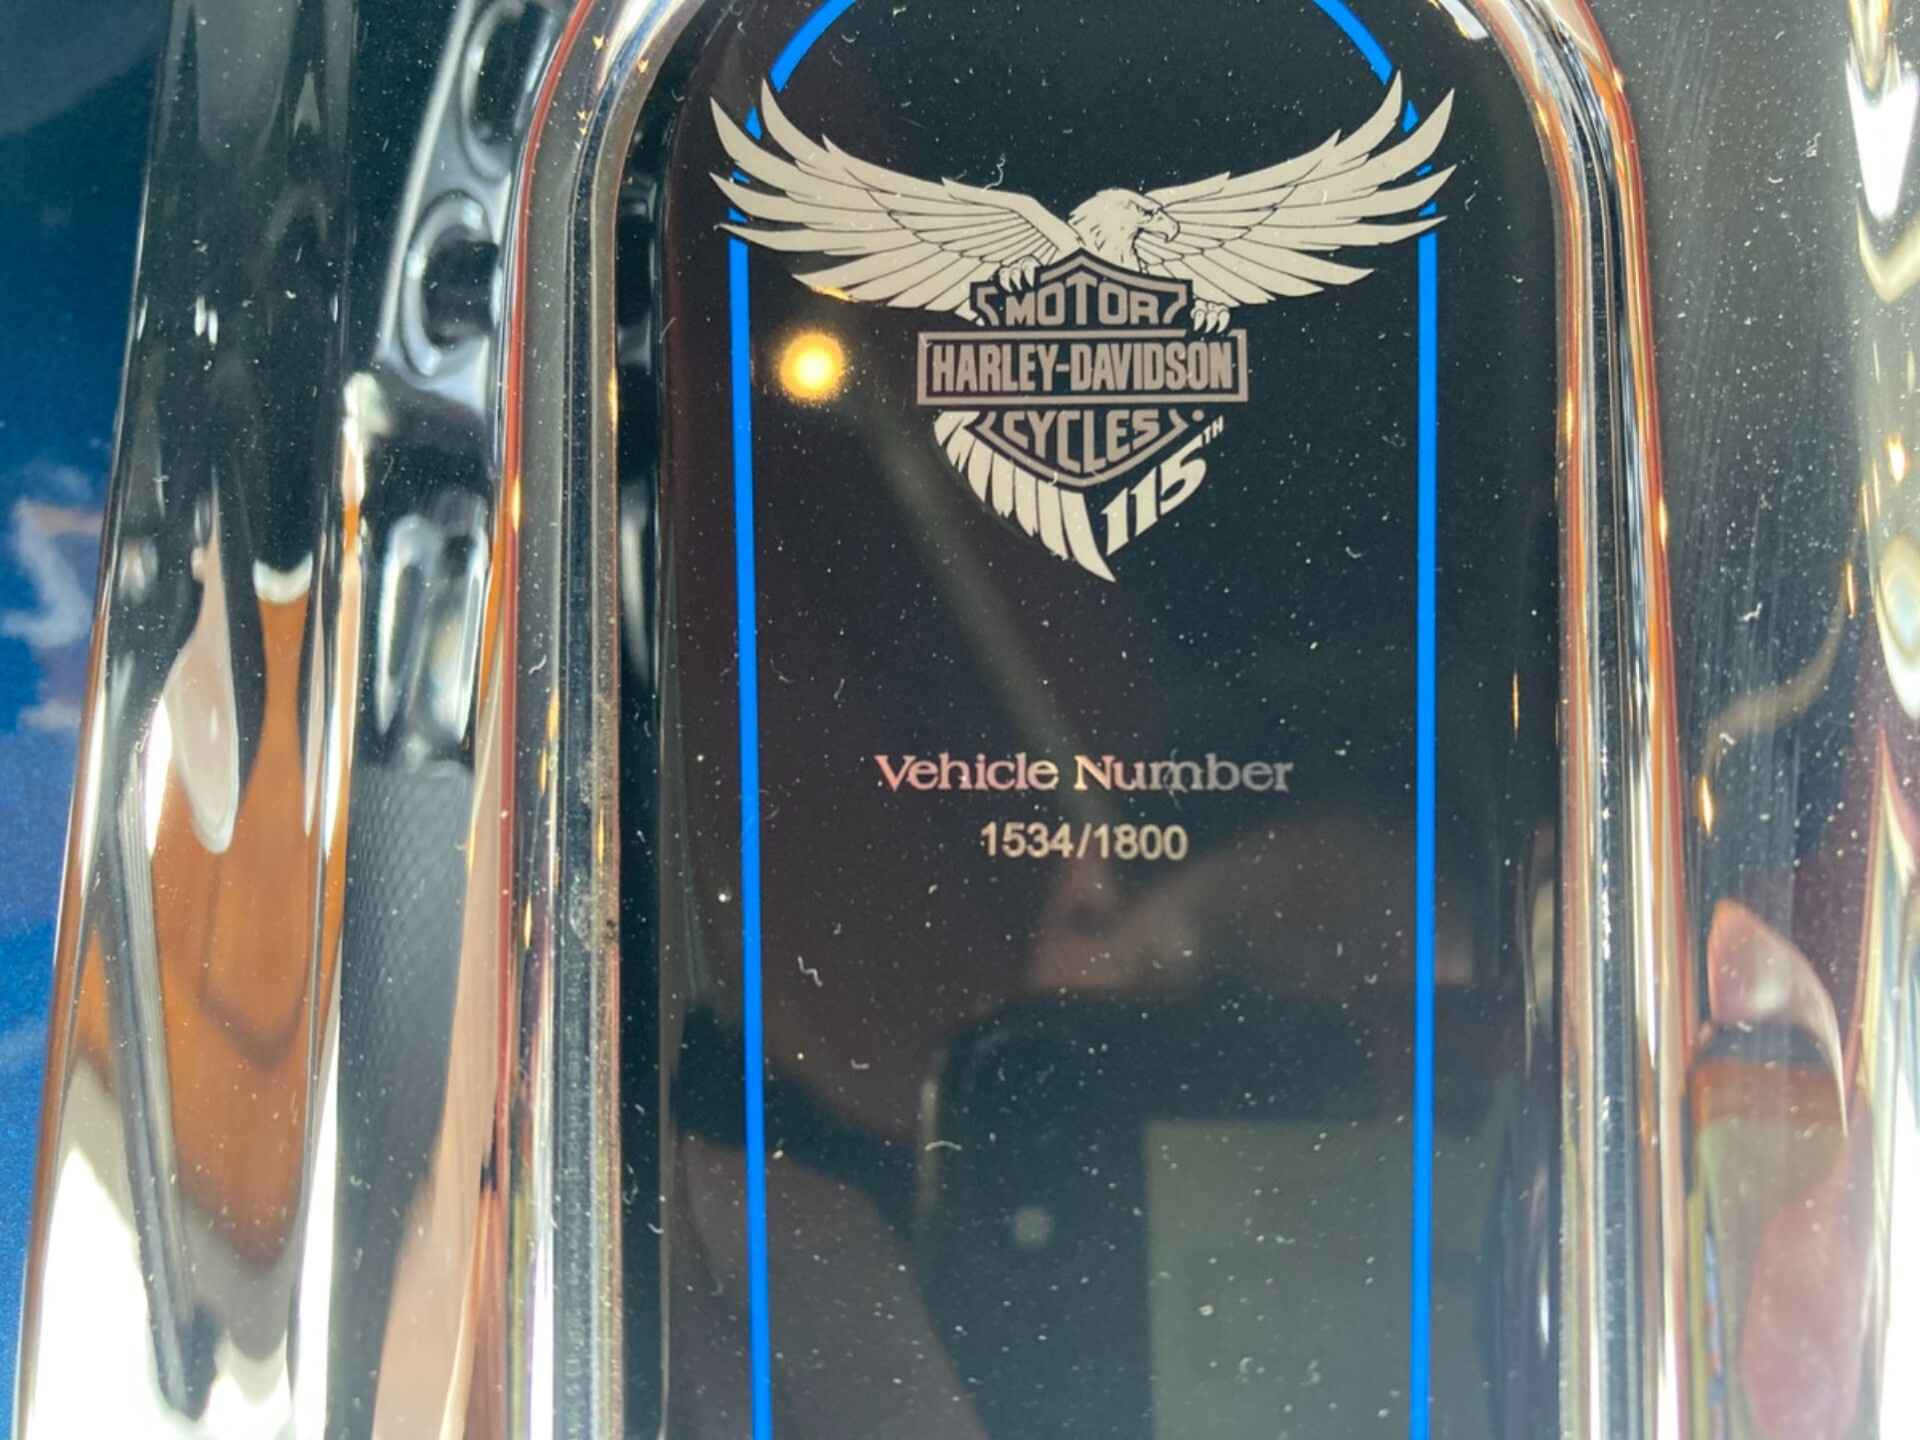 MOTOR
HARLEY-DAVIDSON
CYCLES
115TH
Vehicle Number
1534/1800